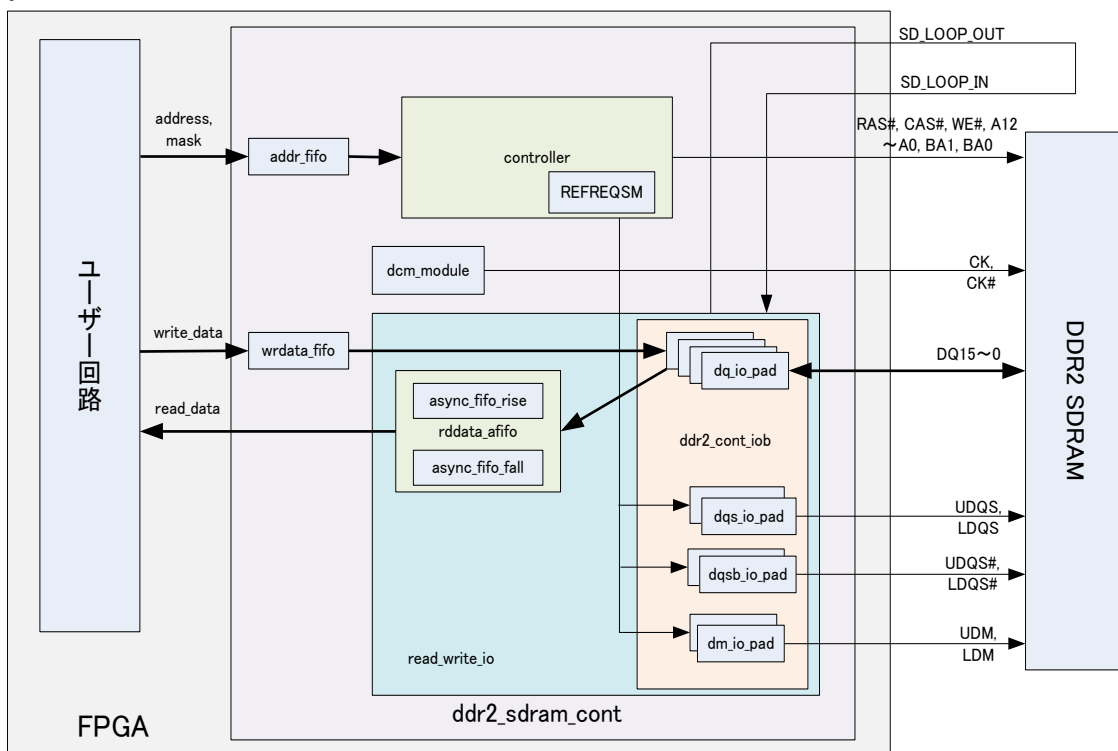 SD_LOOP_OUT
SD_LOOP_IN
address,
mask
addr_fifo
controller
REFREQSM
RAS#, CAS#, WE#, A12
～A0, BA1, BA0
dcm_module
CK,
CK#
ユーザー回路
write_data
wrdata_fifo
dq_io_pad
DQ15～0
DDR2 SDRAM
read_data
async_fifo_rise
rddata_afifo
async_fifo_fall
ddr2_cont_iob
dqs_io_pad
UDQS,
LDQS
dqsb_io_pad
UDQS#,
LDQS#
dm_io_pad
UDM,
LDM
read_write_io
FPGA
ddr2_sdram_cont